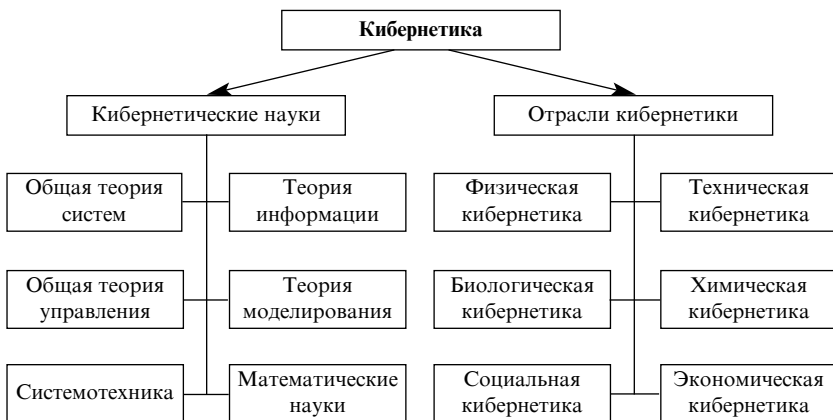 Кибернетика
Кибернетические науки
Отрасли кибернетики
Общая теория
систем
Теория
информации
Физическая
кибернетика
Техническая
кибернетика
Общая теория
управления
Теория
моделирования
Биологическая
кибернетика
Химическая
кибернетика
Системотехника
Математические
науки
Социальная
кибернетика
Экономическая
кибернетика